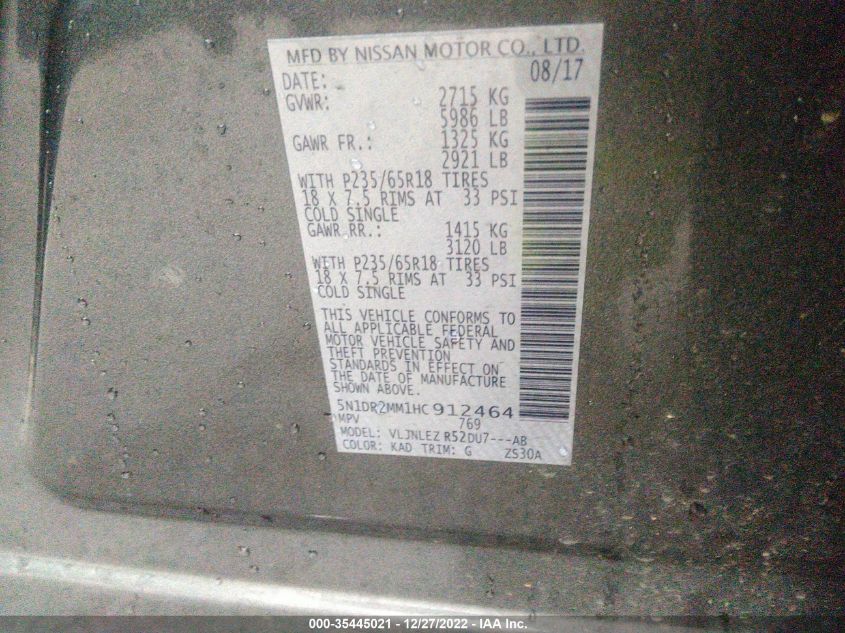 MFD BY NISSAN MOTOR CO., LTD.
DATE: 08/17
GVWR: 2715 KG
5986 LB
GAWR FR.: 1325 KG
2921 LB
WITH P235/65R18 TIRES
18 X 7.5 RIMS AT 33 PSI
COLD SINGLE
GAWR RR.: 1415 KG
3120 LB
WITH P235/65R18 TIRES
18 X 7.5 RIMS AT 33 PSI
COLD SINGLE
THIS VEHICLE CONFORMS TO
ALL APPLICABLE FEDERAL
MOTOR VEHICLE SAFETY AND
THEFT PREVENTION
STANDARDS IN EFFECT ON
THE DATE OF MANUFACTURE
SHOWN ABOVE.
5N1DR2MM1HC912464
MPV 769
MODEL: VLJNLEZ R52DU7---AB
COLOR: KAD TRIM: G ZS30A
000-35445021 - 12/27/2022 - IAA Inc.